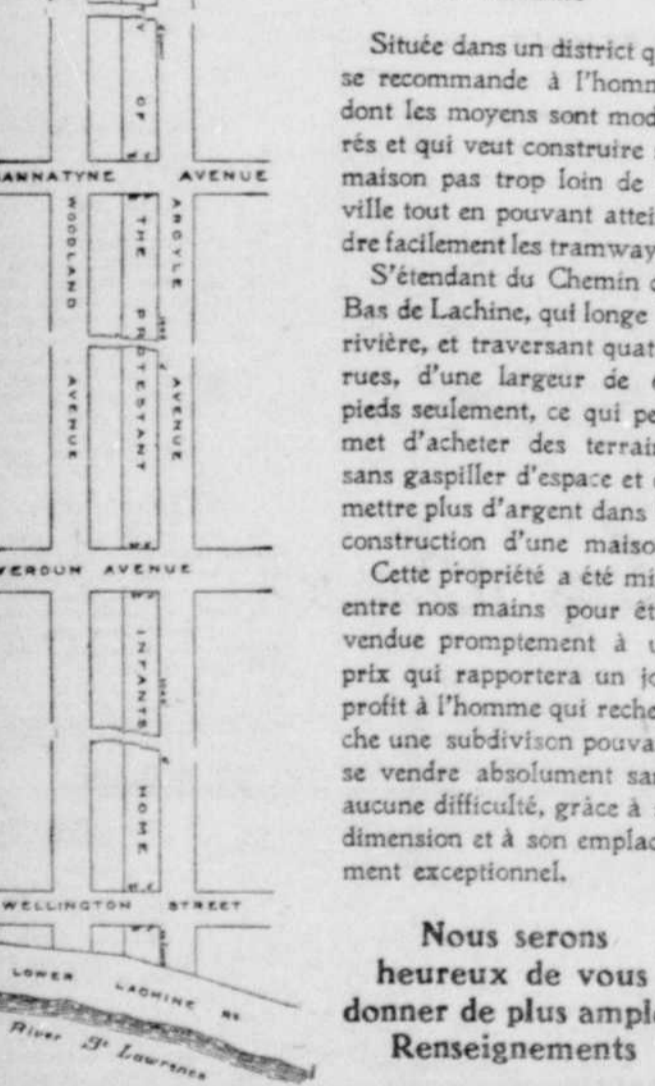 OF
ANNATYNE AVENUE
WOODLAND
AVENUE
THE PROTESTANT
ARGYLE
AVENUE
VERDUN AVENUE
INFANTS
HOME
WELLINGTON STREET
LOWER LACHINE RD
River St Lawrence
Située dans un district q
se recommande à l'homm
dont les moyens sont mod
rés et qui veut construire
maison pas trop loin de
ville tout en pouvant attei
dre facilement les tramway
S'étendant du Chemin d
Bas de Lachine, qui longe
rivière, et traversant quat
rues, d'une largeur de
pieds seulement, ce qui pe
met d'acheter des terrain
sans gaspiller d'espace et
mettre plus d'argent dans
construction d'une maiso
Cette propriété a été mi
entre nos mains pour êt
vendue promptement à u
prix qui rapportera un jo
profit à l'homme qui reche
che une subdivison pouva
se vendre absolument san
aucune difficulté, grâce à
dimension et à son emplac
ment exceptionnel.
Nous serons
heureux de vous
donner de plus ample
Renseignements